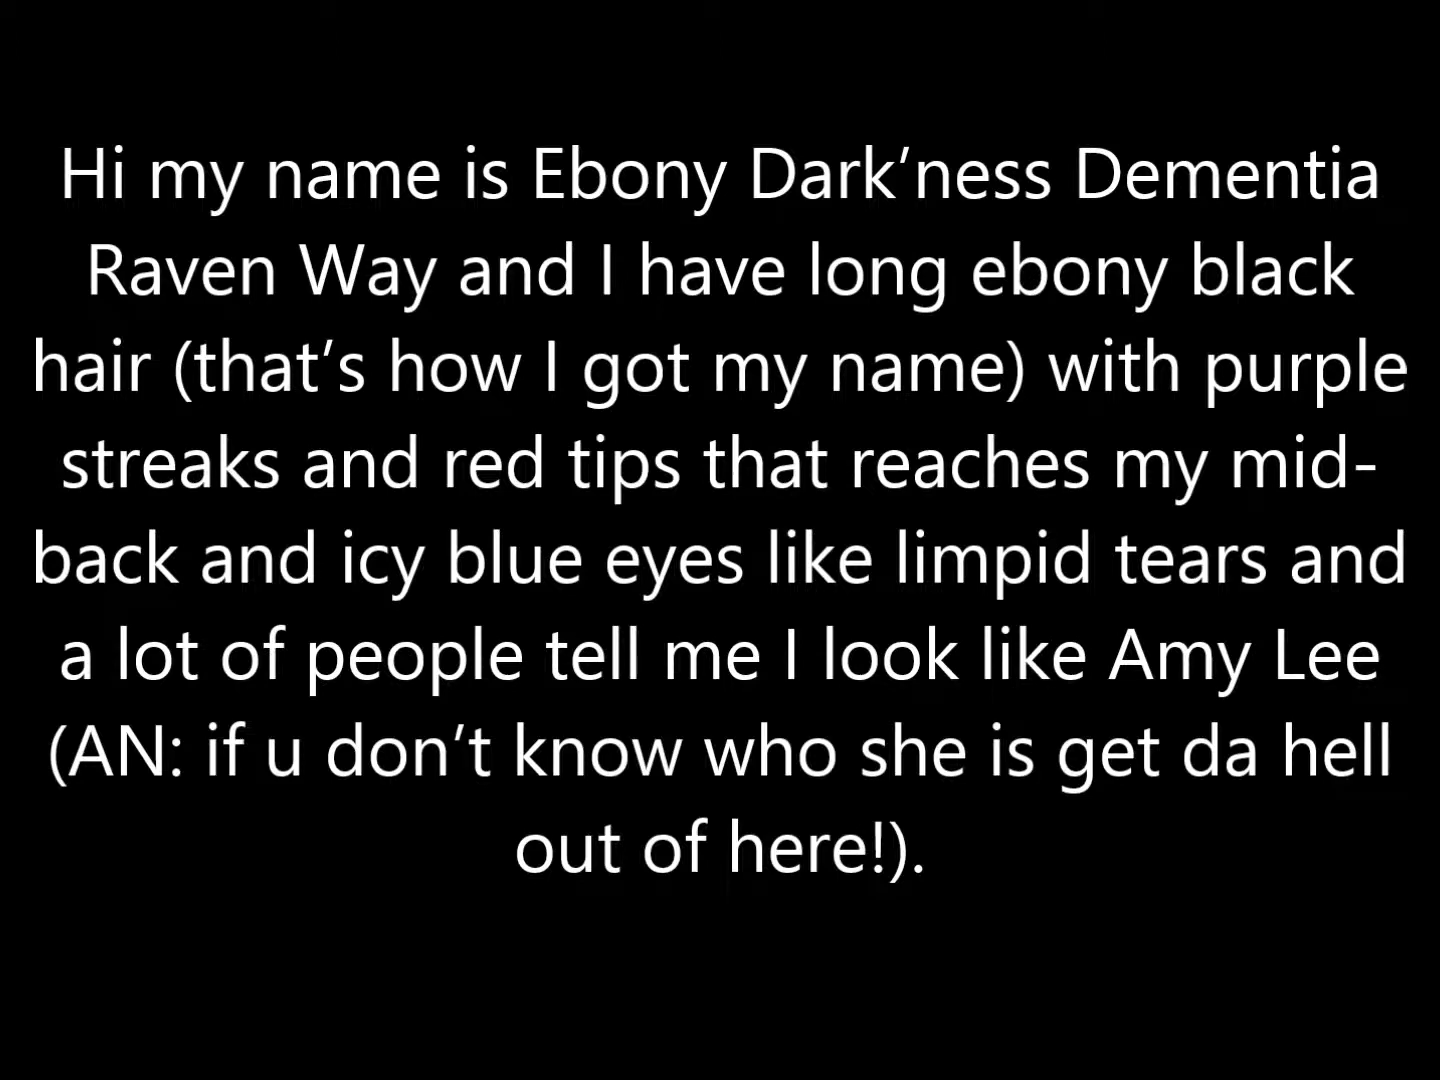 Hi my name is Ebony Dark’ness Dementia
Raven Way and I have long ebony black
hair (that’s how I got my name) with purple
streaks and red tips that reaches my mid-
back and icy blue eyes like limpid tears and
a lot of people tell me I look like Amy Lee
(AN: if u don’t know who she is get da hell
out of here!).